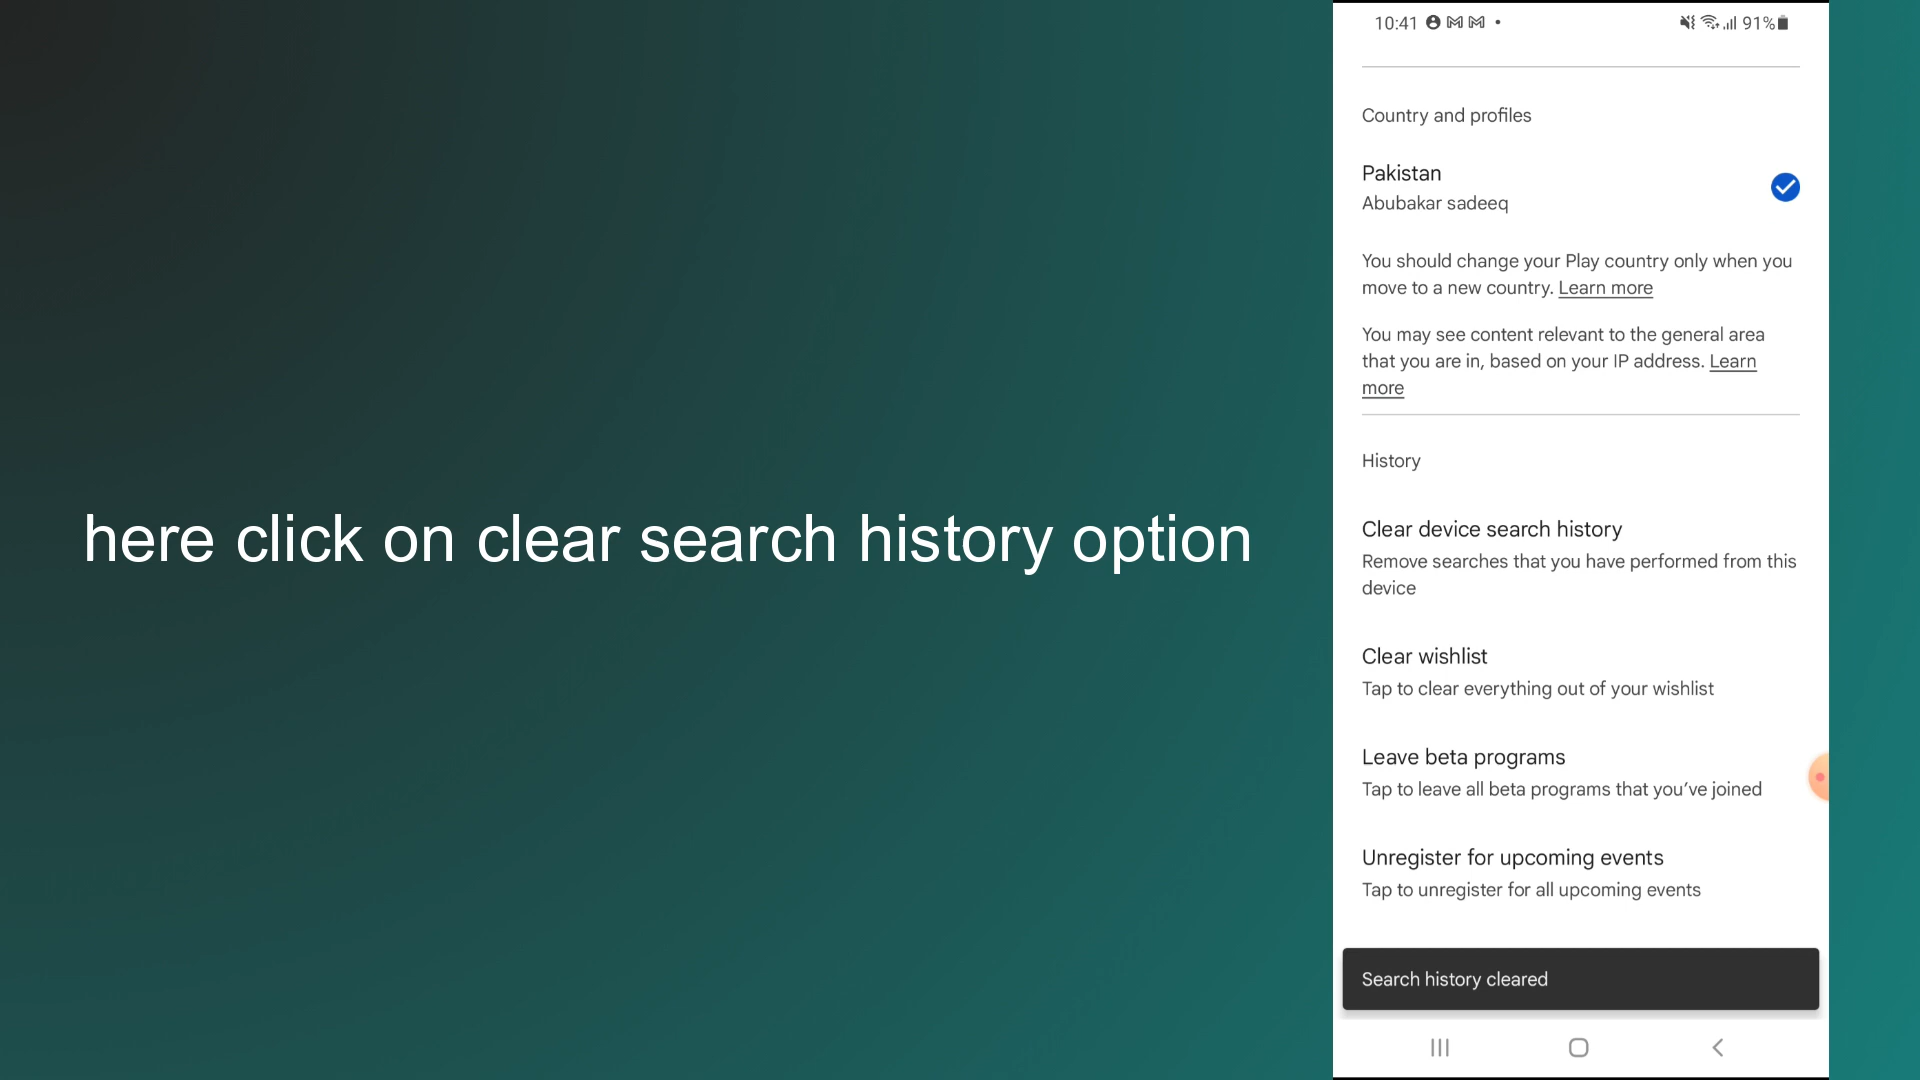 here click on clear search history option
10:41
91%
Country and profiles
Pakistan
Abubakar sadeeq
You should change your Play country only when you
move to a new country. Learn more
You may see content relevant to the general area
that you are in, based on your IP address. Learn
more
History
Clear device search history
Remove searches that you have performed from this
device
Clear wishlist
Tap to clear everything out of your wishlist
Leave beta programs
Tap to leave all beta programs that you’ve joined
Unregister for upcoming events
Tap to unregister for all upcoming events
Search history cleared